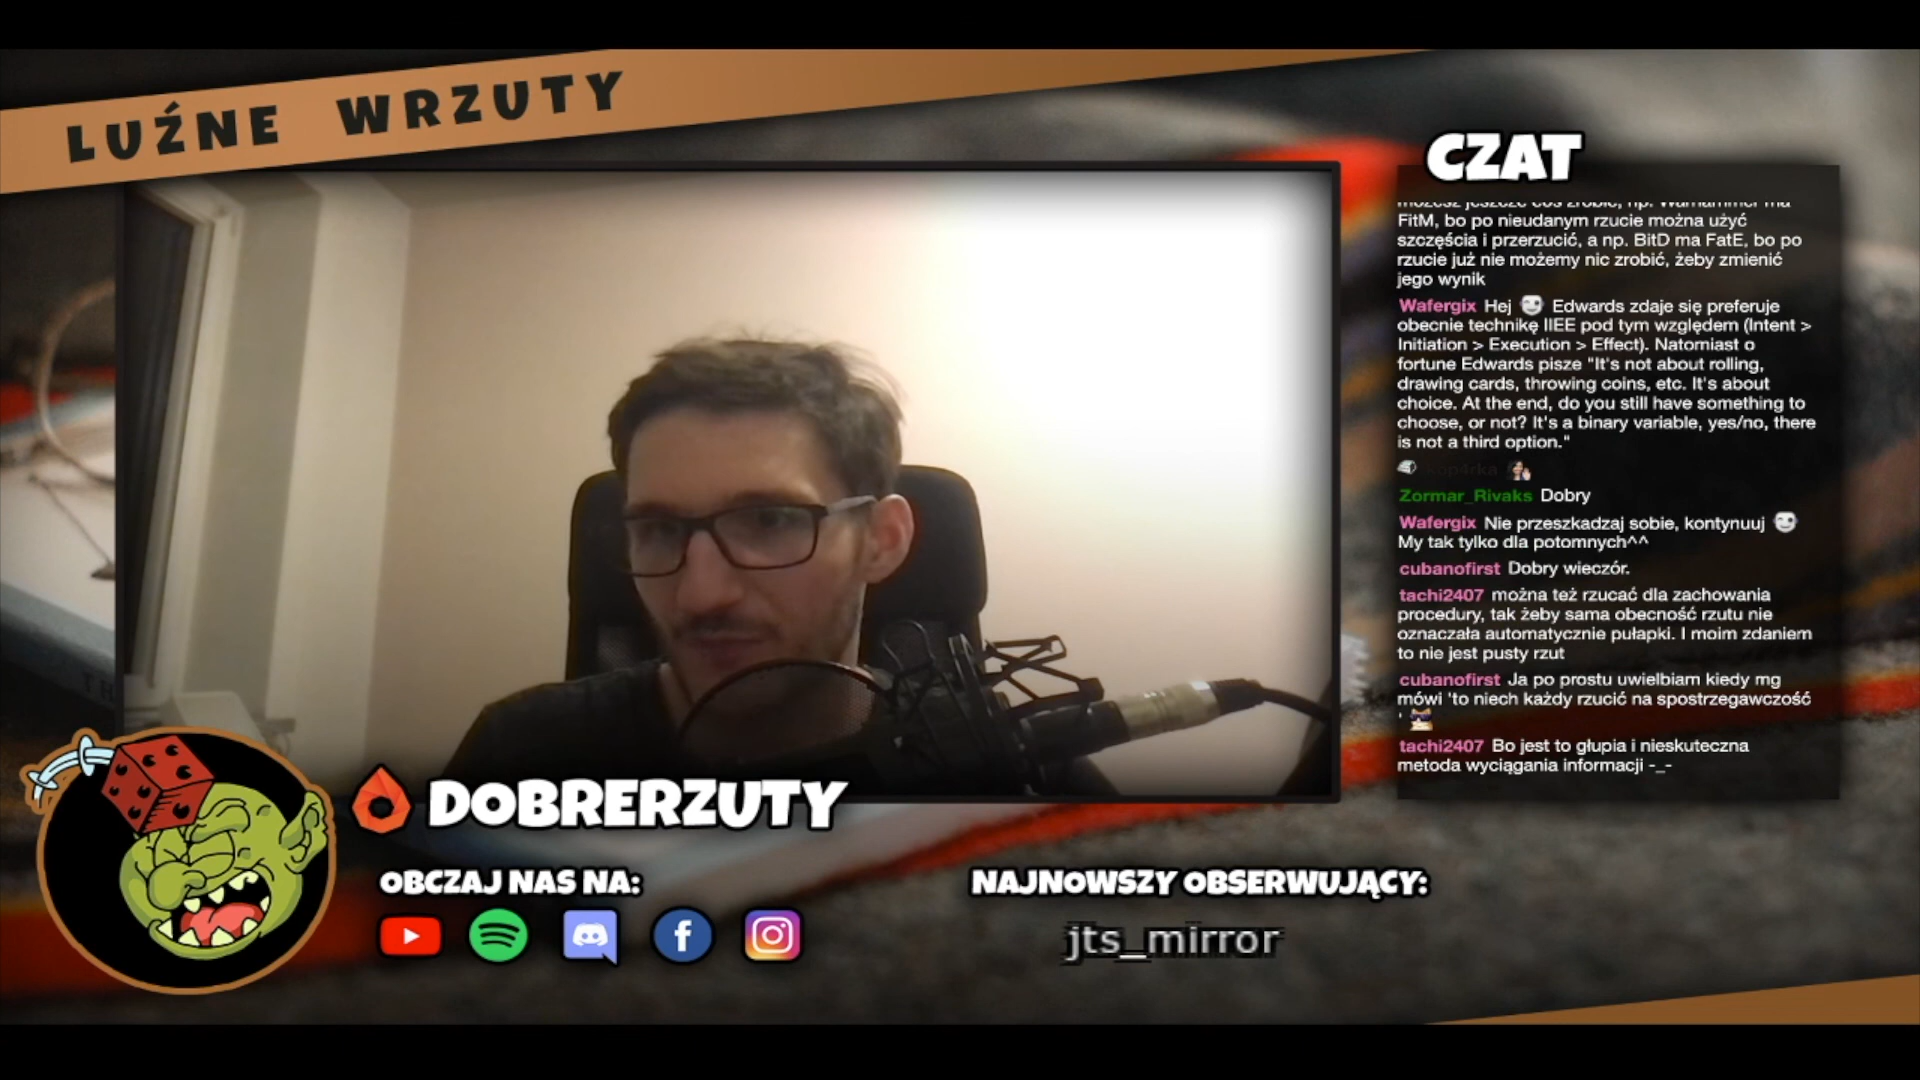 LUŹNE WRZUTY
CZAT
możesz jeszcze coś zrobić, np. Warhammer ma
FitM, bo po nieudanym rzucie można użyć
szczęścia i przerzucić, a np. BitD ma FatE, bo po
rzucie już nie możemy nic zrobić, żeby zmienić
jego wynik
Wafergix Hej Edwards zdaje się preferuje
obecnie technikę IIEE pod tym względem (Intent >
Initiation > Execution > Effect). Natomiast o
fortune Edwards pisze "It's not about rolling,
drawing cards, throwing coins, etc. It's about
choice. At the end, do you still have something to
choose, or not? It's a binary variable, yes/no, there
is not a third option."
Zormar_Rivaks Dobry
Wafergix Nie przeszkadzaj sobie, kontynuuj
My tak tylko dla potomnych^^
cubanofirst Dobry wieczór.
tachi2407 można też rzucać dla zachowania
procedury, tak żeby sama obecność rzutu nie
oznaczała automatycznie pułapki. I moim zdaniem
to nie jest pusty rzut
cubanofirst Ja po prostu uwielbiam kiedy mg
mówi 'to niech każdy rzucić na spostrzegawczość
'
tachi2407 Bo jest to głupia i nieskuteczna
metoda wyciągania informacji -_-
DOBRERZUTY
OBCZAJ NAS NA:
NAJNOWSZY OBSERWUJĄCY:
jts_mirror